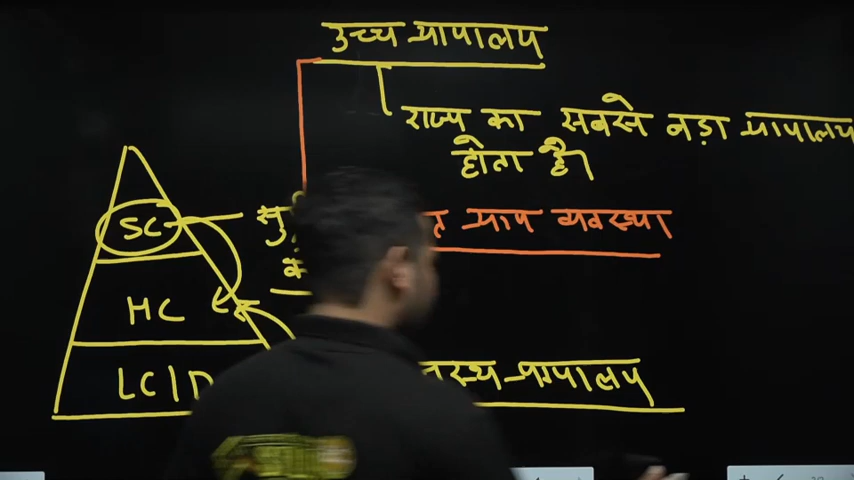 उच्च न्यायालय
राज्य का सबसे बड़ा न्यायालय
होता है।
SC
न्याय व्यवस्था
HC
LC/D
न्यायालय